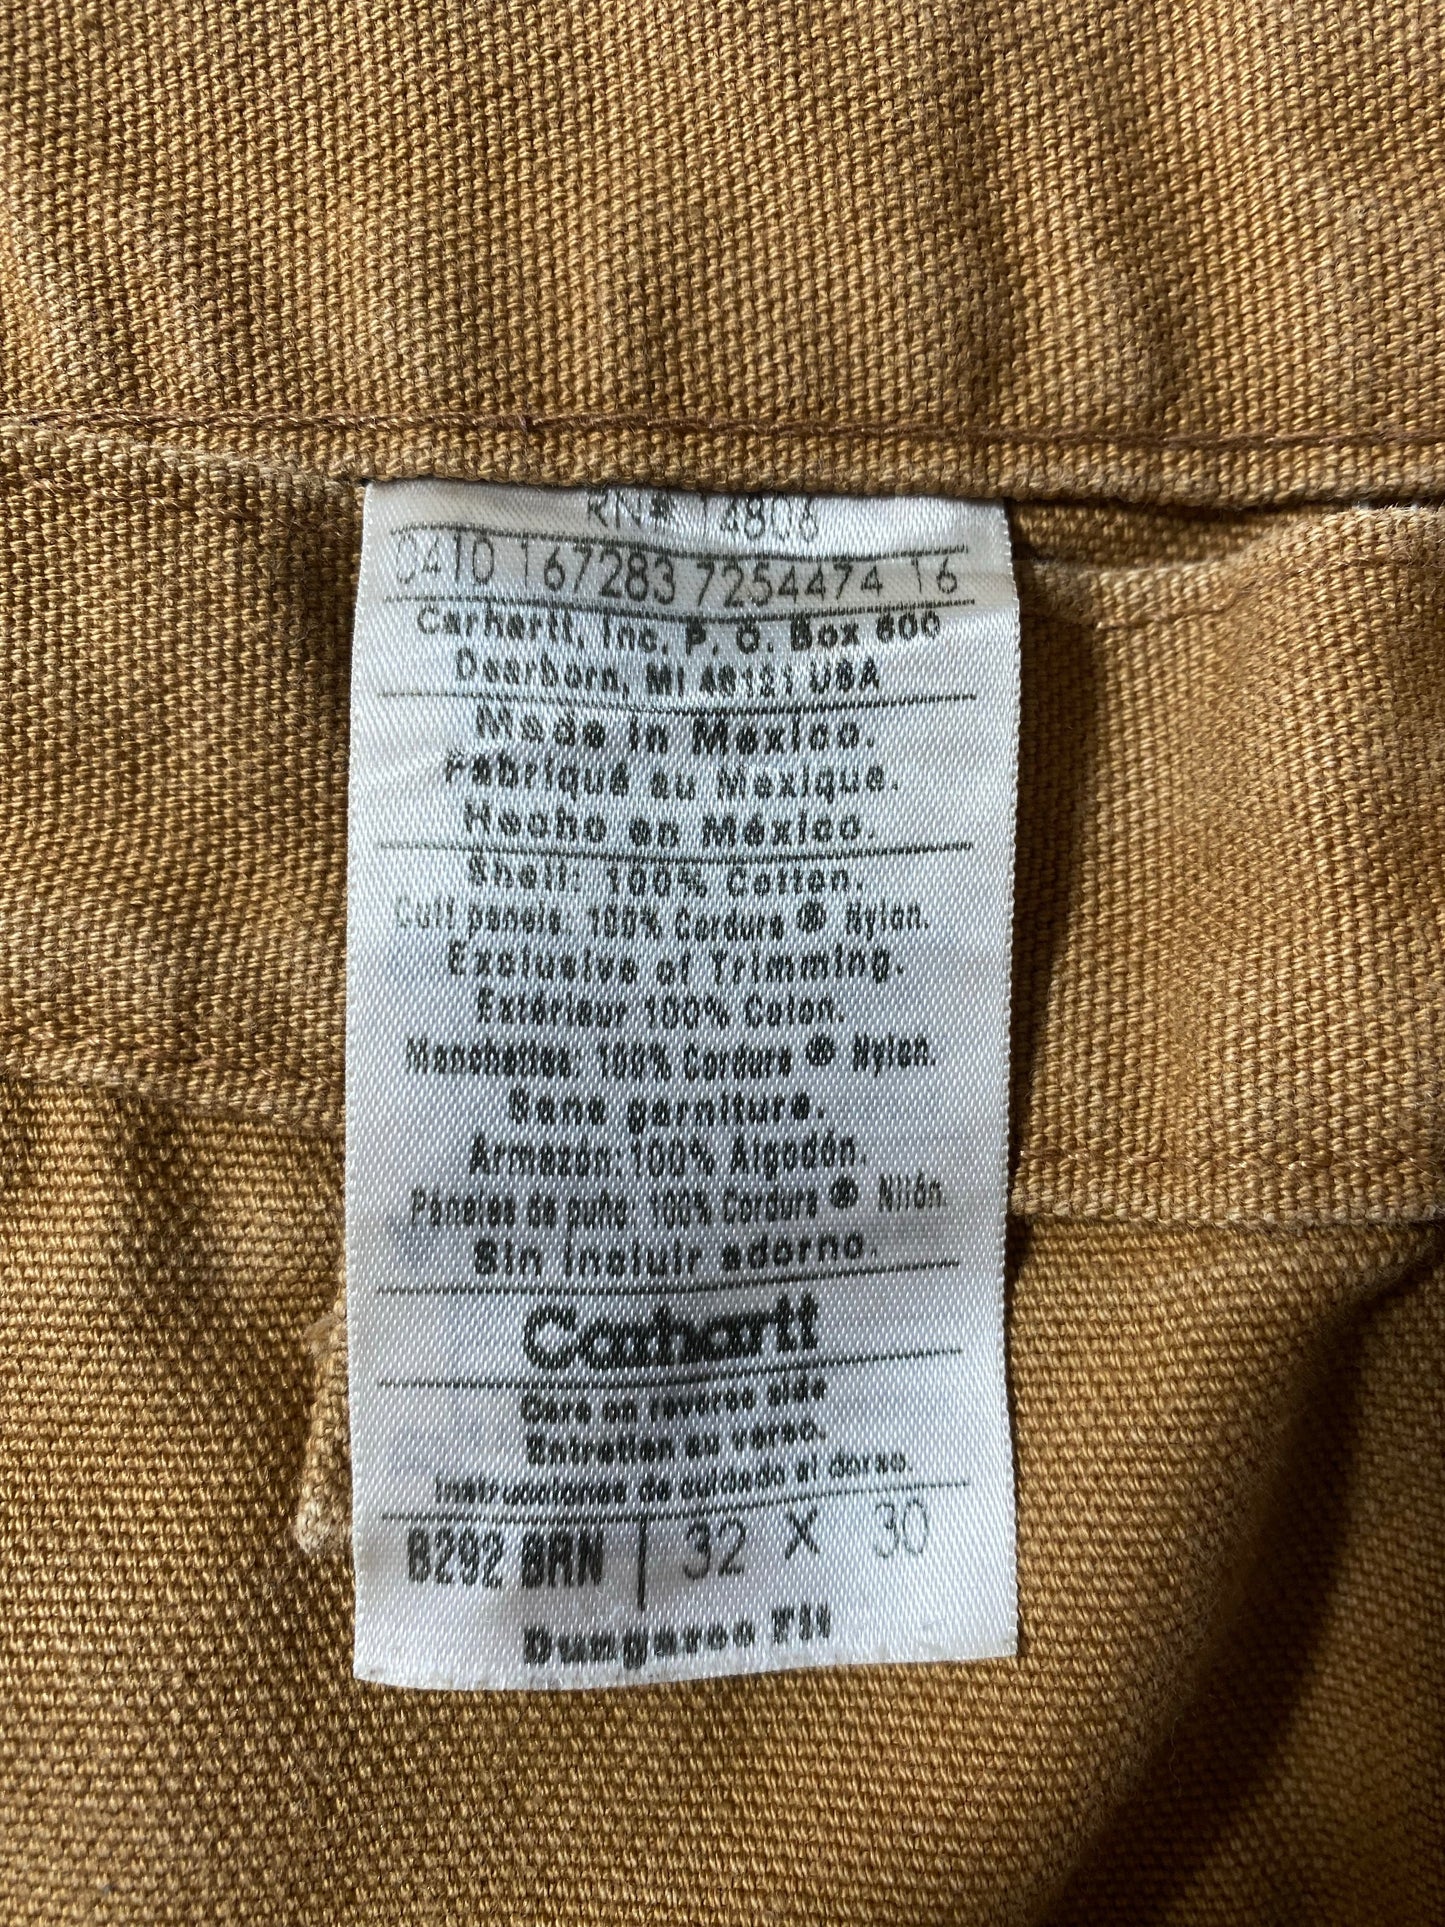 RN# 14806
0410 167283 7254474 16
Carhartt, Inc. P. O. Box 600
Dearborn, MI 48121 USA
Made in Mexico.
Fabriqué au Mexique.
Hecho en México.
Shell: 100% Cotton.
Cuff panels: 100% Cordura ® Nylon.
Exclusive of Trimming.
Extérieur 100% Coton.
Manchettes: 100% Cordura ® Nylon.
Sans garniture.
Armazón: 100% Algodón.
Paneles de puño: 100% Cordura ® Nilón.
Sin incluir adorno.
Carhartt
Care on reverse side
Entretien au verso.
Instrucciones de cuidado al dorso.
B292 BRN | 32 X 30
Dungaree Fit